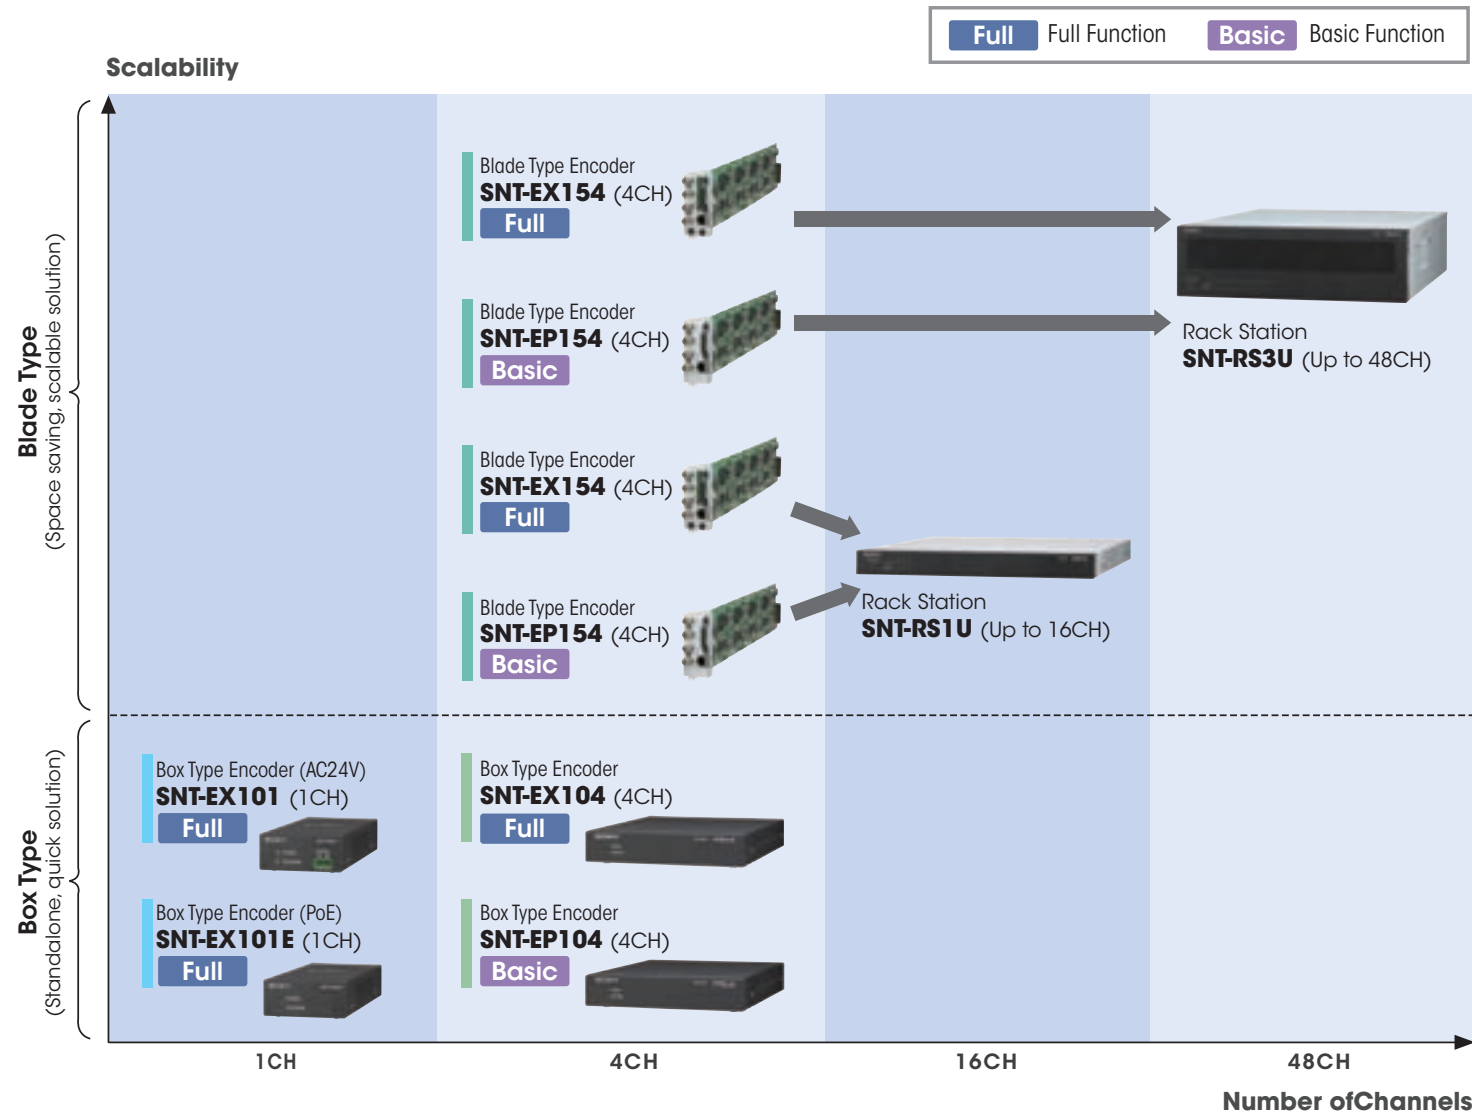 Full Full Function Basic Basic Function
Scalability
Blade Type
(Space saving, scalable solution)
Blade Type Encoder
SNT-EX154 (4CH)
Full
Blade Type Encoder
SNT-EP154 (4CH)
Basic
Rack Station
SNT-RS3U (Up to 48CH)
Blade Type Encoder
SNT-EX154 (4CH)
Full
Blade Type Encoder
SNT-EP154 (4CH)
Basic
Rack Station
SNT-RS1U (Up to 16CH)
Box Type
(Standalone, quick solution)
Box Type Encoder (AC24V)
SNT-EX101 (1CH)
Full
Box Type Encoder
SNT-EX104 (4CH)
Full
Box Type Encoder (PoE)
SNT-EX101E (1CH)
Full
Box Type Encoder
SNT-EP104 (4CH)
Basic
1CH 4CH 16CH 48CH
Number ofChannels